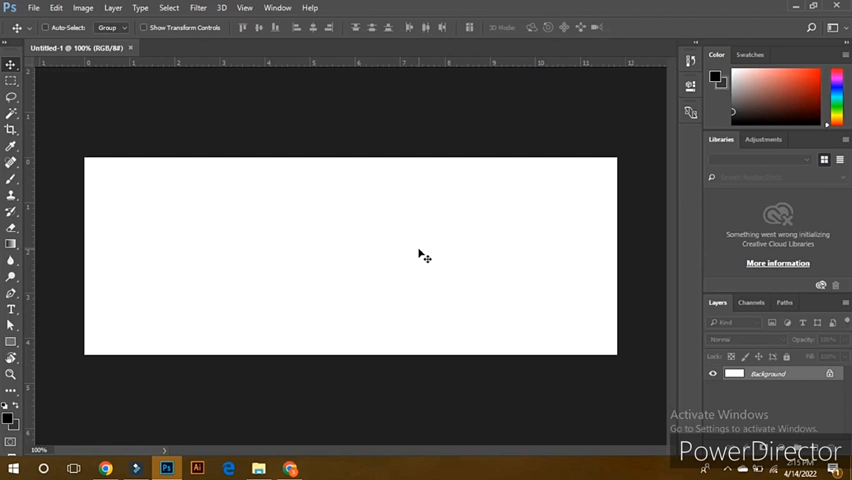 Ps File Edit Image Layer Type Select Filter 3D View Window Help
Auto-Select: Group Show Transform Controls 3D Mode:
Untitled-1 @ 100% (RGB/8#)
Color Swatches
Libraries Adjustments
Something went wrong initializing
Creative Cloud Libraries
More information
Layers Channels Paths
Kind
Normal Opacity: 100%
Lock: Fill: 100%
Background
Activate Windows
Go to Settings to activate Windows.
PowerDirector
100%
Ps Ai 2:15 PM
4/14/2022